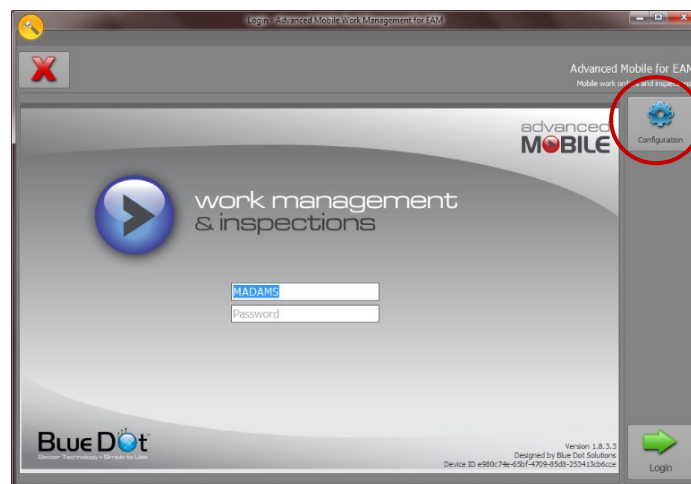 Login - Advanced Mobile Work Management for EAM
Advanced Mobile for EAM
Mobile work orders and inspections
Configuration
advanced
MOBILE
work management
& inspections
MADAMS
Password
BLUE DOT
Better Technology • Simple to Use
Version 1.8.3.3
Designed by Blue Dot Solutions
Device ID e980c74e-65bf-4709-85d8-253413cb6cce
Login